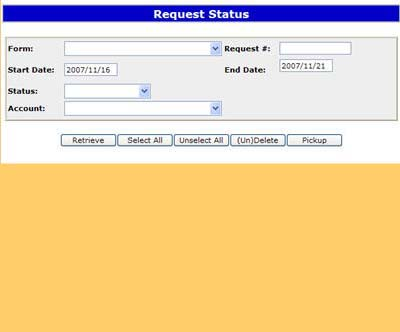 Request Status
Form: Request #:
Start Date: 2007/11/16 End Date: 2007/11/21
Status:
Account:
Retrieve Select All Unselect All (Un)Delete Pickup